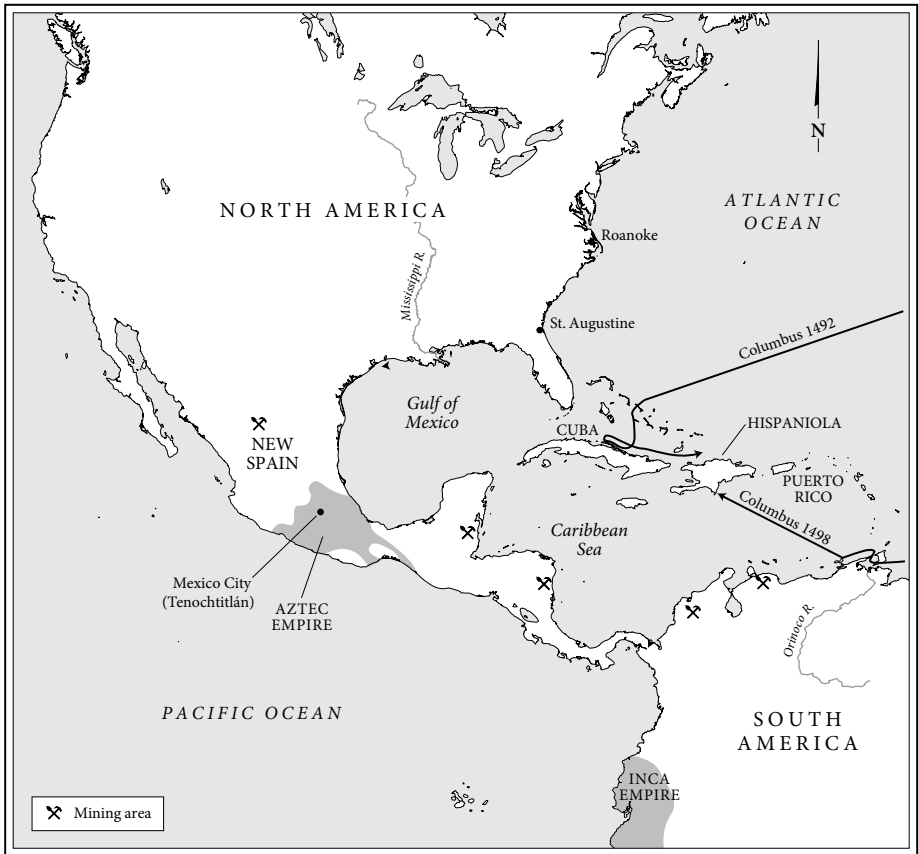 N
NORTH AMERICA
ATLANTIC
OCEAN
Roanoke
Mississippi R.
St. Augustine
Columbus 1492
Gulf of
Mexico
CUBA
HISPANIOLA
NEW
SPAIN
PUERTO
RICO
Columbus 1498
Caribbean
Sea
Mexico City
(Tenochtitlán)
AZTEC
EMPIRE
Orinoco R.
PACIFIC OCEAN
SOUTH
AMERICA
INCA
EMPIRE
Mining area